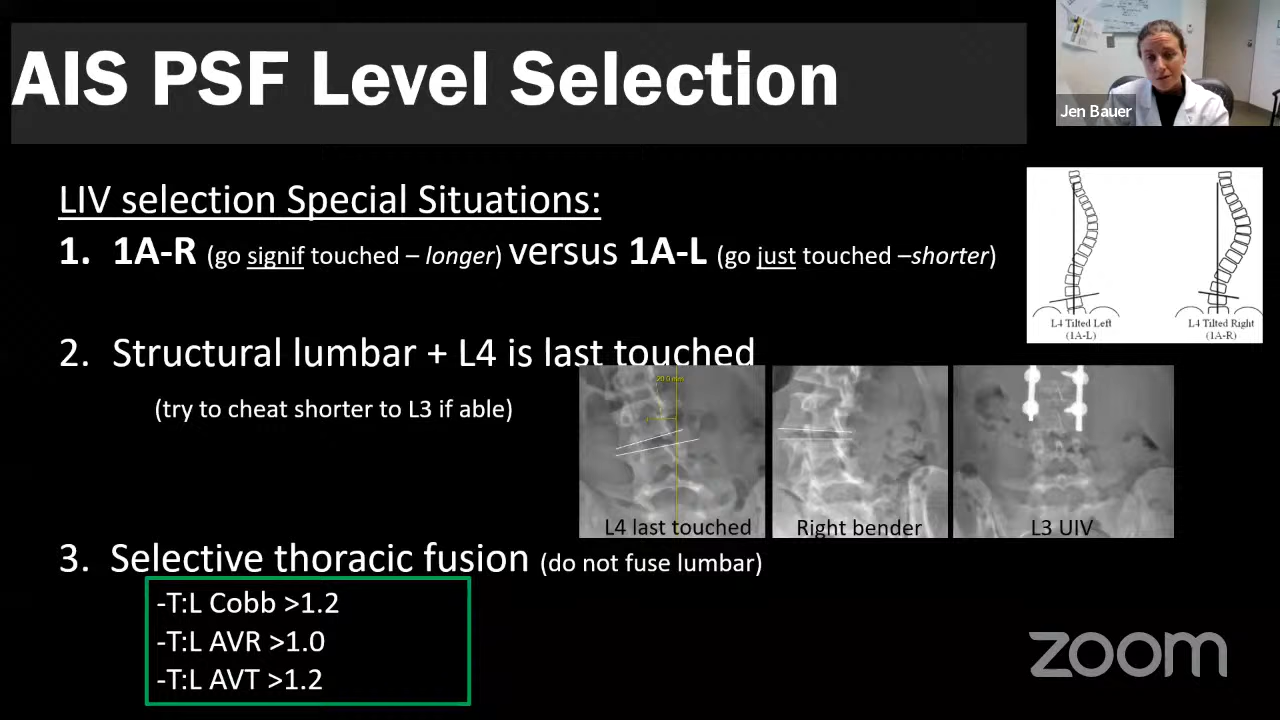 AIS PSF Level Selection
Jen Bauer
LIV selection Special Situations:
1. 1A-R (go signif touched – longer) versus 1A-L (go just touched –shorter)
L4 Tilted Left
(1A-L)
L4 Tilted Right
(1A-R)
2. Structural lumbar + L4 is last touched
(try to cheat shorter to L3 if able)
L4 last touched
Right bender
L3 UIV
3. Selective thoracic fusion (do not fuse lumbar)
-T:L Cobb >1.2
-T:L AVR >1.0
-T:L AVT >1.2
zoom